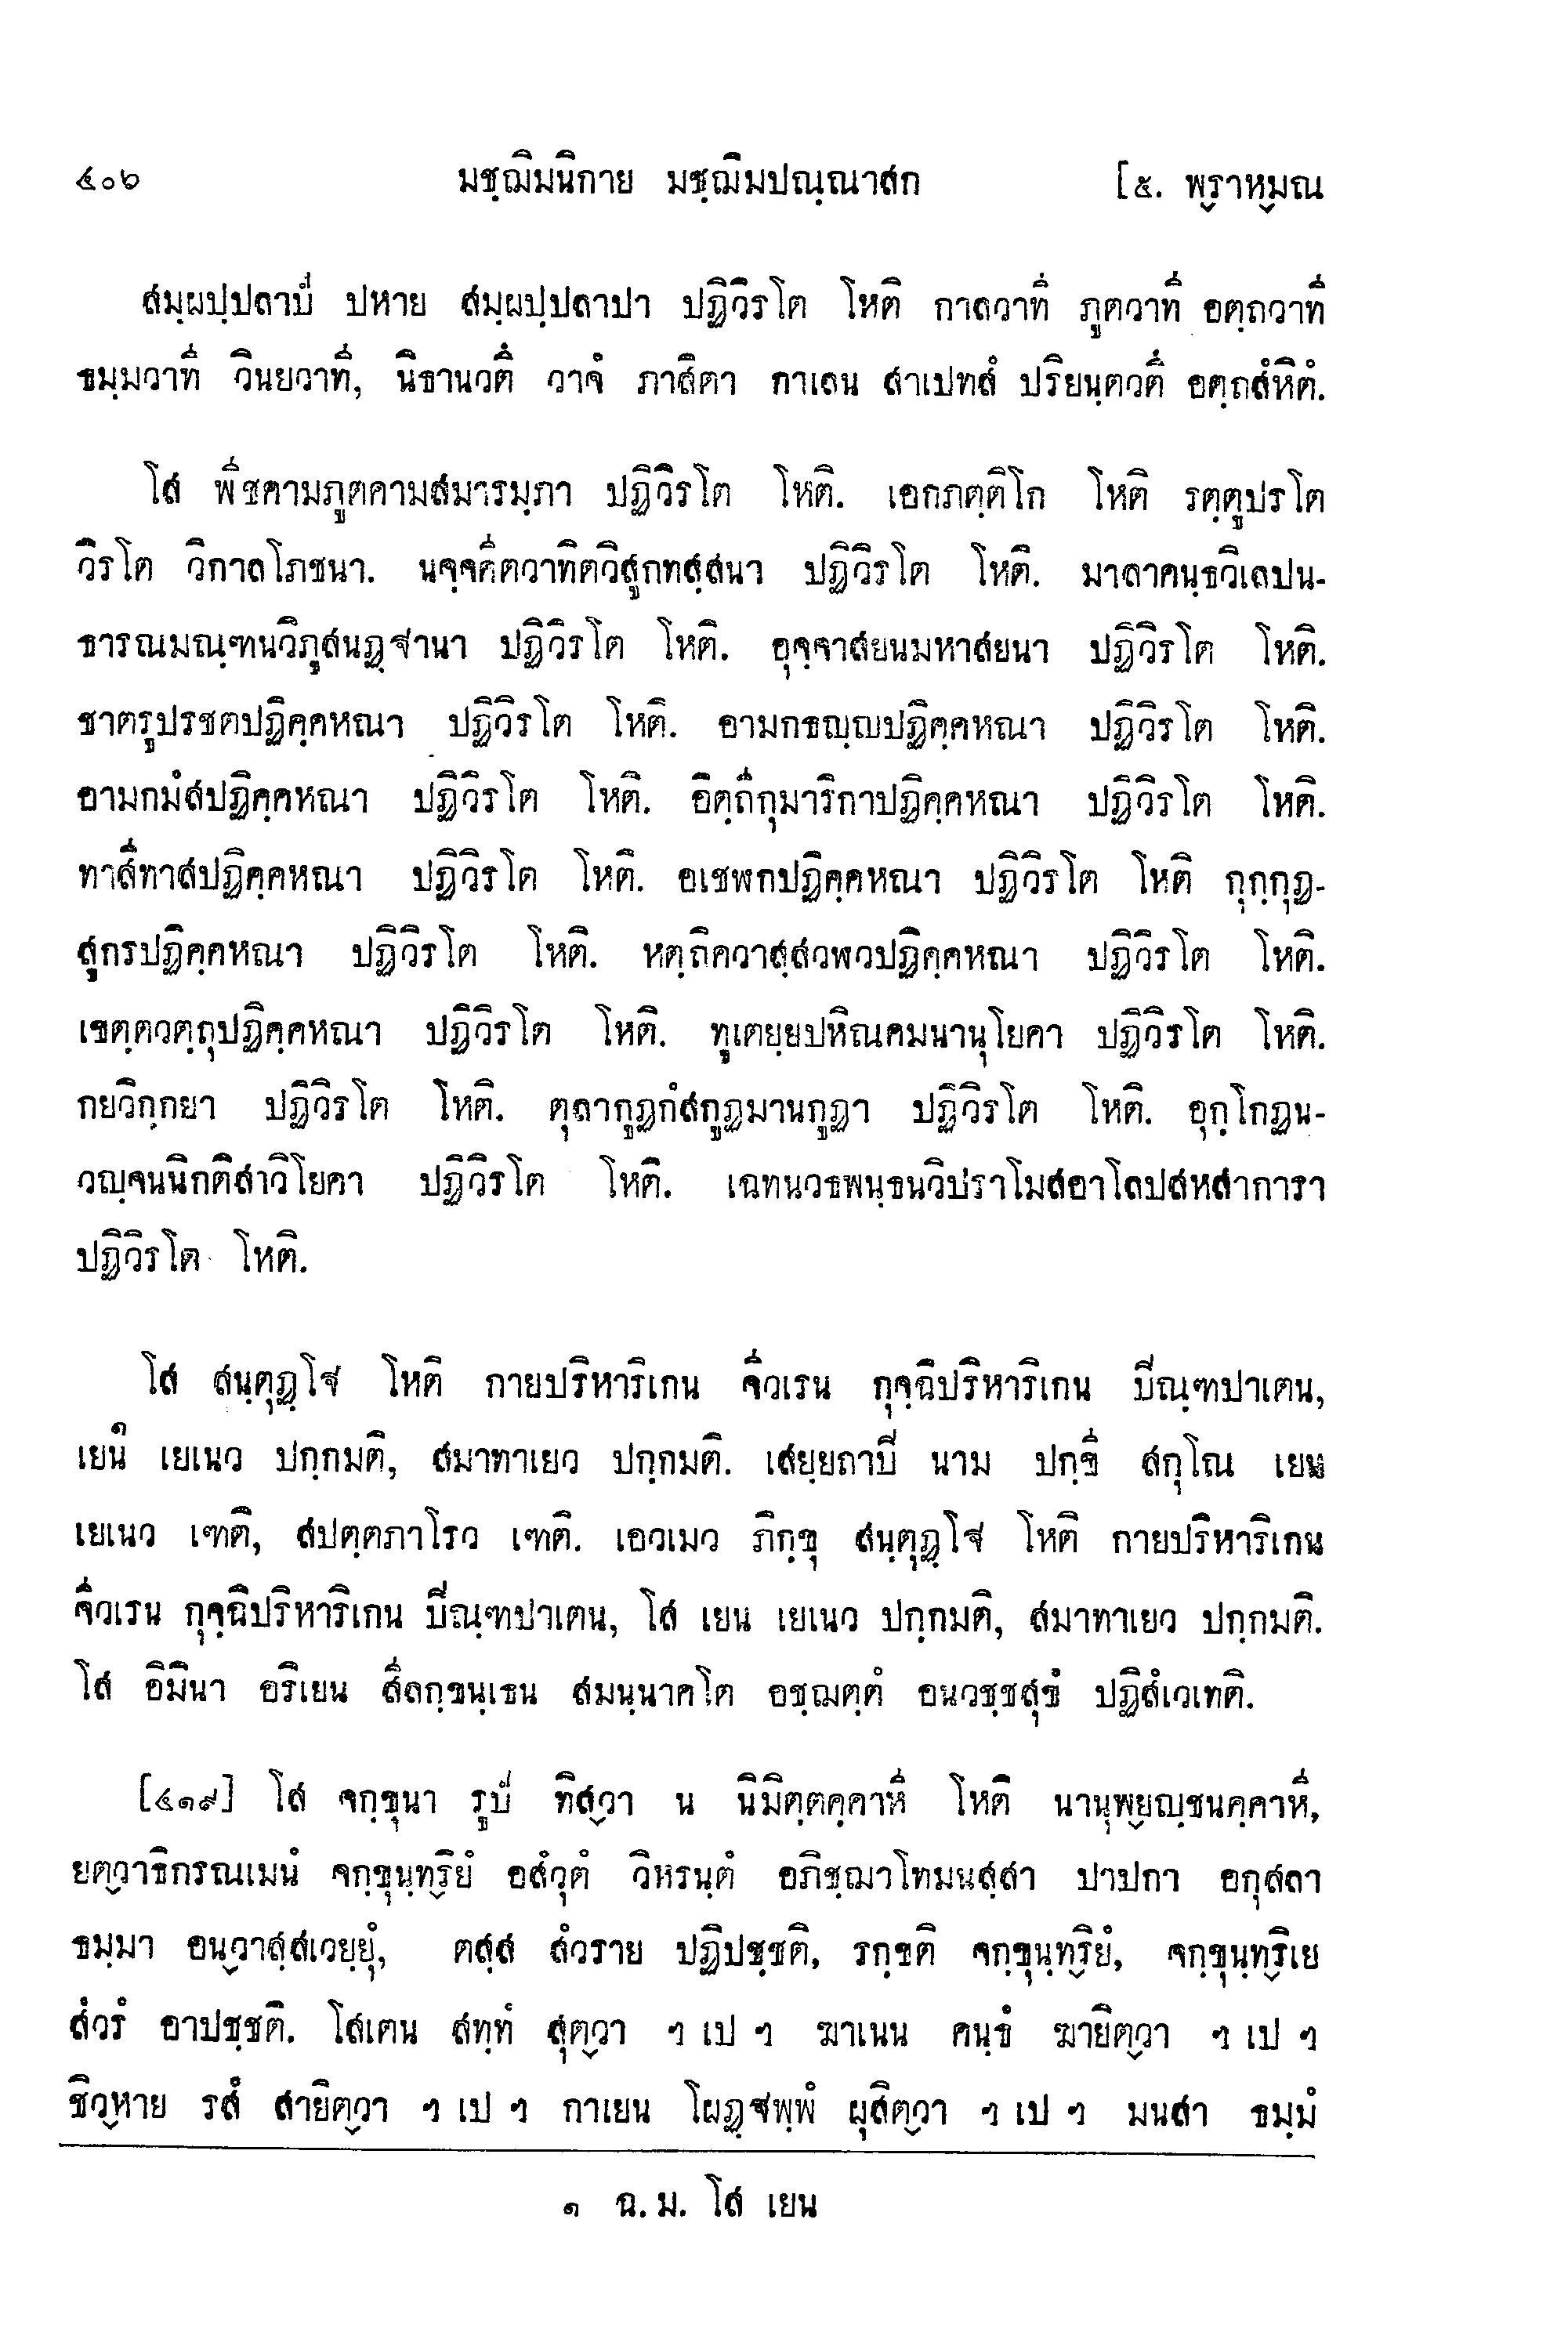 ๔๐๖ มชฺฌิมนิกาย มชฺฌิมปณฺณาสก [๕. พ๎ราห๎มณ
สมฺผปฺปลาปํ ปหาย สมฺผปฺปลาปา ปฏิวิรโต โหติ กาลวาที ภูตวาที อตฺถวาที
ธมฺมวาที วินยวาที, นิธานวตึ วาจํ ภาสิตา กาเลน สาเปทสํ ปริยนฺตวตึ อตฺถสํหิตํ.
โส พีชคามภูตคามสมารมฺภา ปฏิวิรโต โหติ. เอกภตฺติโก โหติ รตฺตูปรโต
วิรโต วิกาลโภชนา. นจฺจคีตวาทิตวิสูกทสฺสนา ปฏิวิรโต โหติ. มาลาคนฺธวิเลปน-
ธารณมณฺฑนวิภูสนฏฺฐานา ปฏิวิรโต โหติ. อุจฺจาสยนมหาสยนา ปฏิวิรโต โหติ.
ชาตรูปรชตปฏิคฺคหณา ปฏิวิรโต โหติ. อามกธญฺญปฏิคฺคหณา ปฏิวิรโต โหติ.
อามกมํสปฏิคฺคหณา ปฏิวิรโต โหติ. อิตฺถีกุมาริกาปฏิคฺคหณา ปฏิวิรโต โหติ.
ทาสีทาสปฏิคฺคหณา ปฏิวิรโต โหติ. อเชพกปฏิคฺคหณา ปฏิวิรโต โหติ กุกฺกุฏ-
สูกรปฏิคฺคหณา ปฏิวิรโต โหติ. หตฺถิควาสฺสวพวปฏิคฺคหณา ปฏิวิรโต โหติ.
เขตฺตวตฺถุปฏิคฺคหณา ปฏิวิรโต โหติ. ทูเตยฺยปหิณคมนานุโยคา ปฏิวิรโต โหติ.
กยวิกฺกยา ปฏิวิรโต โหติ. ตุลากูฏกํสกูฏมานกูฏา ปฏิวิรโต โหติ. อุกฺโกฏน-
วญฺจนนิกติสาวิโยคา ปฏิวิรโต โหติ. เฉทนวธพนฺธนวิปราโมสอาโลปสหสาการา
ปฏิวิรโต โหติ.
โส สนฺตุฏฺโฐ โหติ กายปริหาริเกน จีวเรน กุจฺฉิปริหาริเกน ปิณฺฑปาเตน,
เยน๑ เยเนว ปกฺกมติ, สมาทาเยว ปกฺกมติ. เสยฺยถาปิ นาม ปกฺขี สกุโณ เยน
เยเนว เฑติ, สปตฺตภาโรว เฑติ. เอวเมว ภิกฺขุ สนฺตุฏฺโฐ โหติ กายปริหาริเกน
จีวเรน กุจฺฉิปริหาริเกน ปิณฺฑปาเตน, โส เยน เยเนว ปกฺกมติ, สมาทาเยว ปกฺกมติ.
โส อิมินา อริเยน สีลกฺขนฺเธน สมนฺนาคโต อชฺฌตฺตํ อนวชฺชสุขํ ปฏิสํเวเทติ.
[๔๑๙] โส จกฺขุนา รูปํ ทิส๎วา น นิมิตฺตคฺคาหี โหติ นานุพ๎ยญฺชนคฺคาหี,
ยต๎วาธิกรณเมนํ จกฺขุนฺท๎ริยํ อสํวุตํ วิหรนฺตํ อภิชฺฌาโทมนสฺสา ปาปกา อกุสลา
ธมฺมา อน๎วาสฺสเวยฺยุํ, ตสฺส สํวราย ปฏิปชฺชติ, รกฺขติ จกฺขุนฺท๎ริยํ, จกฺขุนฺท๎ริเย
สํวรํ อาปชฺชติ. โสเตน สทฺทํ สุต๎วา ฯ เป ฯ ฆาเนน คนฺธํ ฆายิต๎วา ฯ เป ฯ
ชิว๎หาย รสํ สายิต๎วา ฯ เป ฯ กาเยน โผฏฺฐพฺพํ ผุสิต๎วา ฯ เป ฯ มนสา ธมฺมํ
๑ ฉ. ม. โส เยน